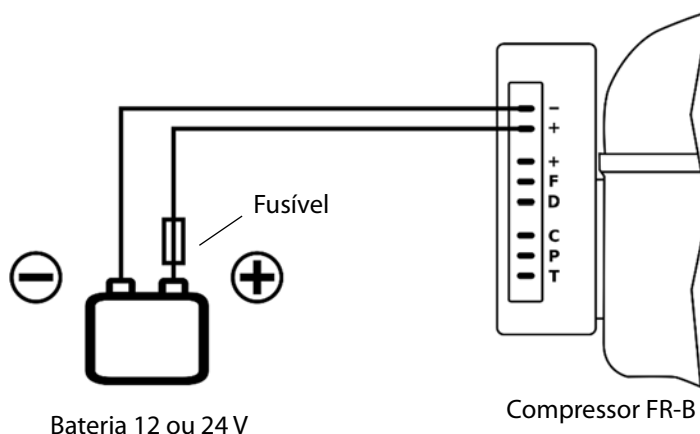 −
+
+
F
D
C
P
T
Fusível
− +
Bateria 12 ou 24 V
Compressor FR-B